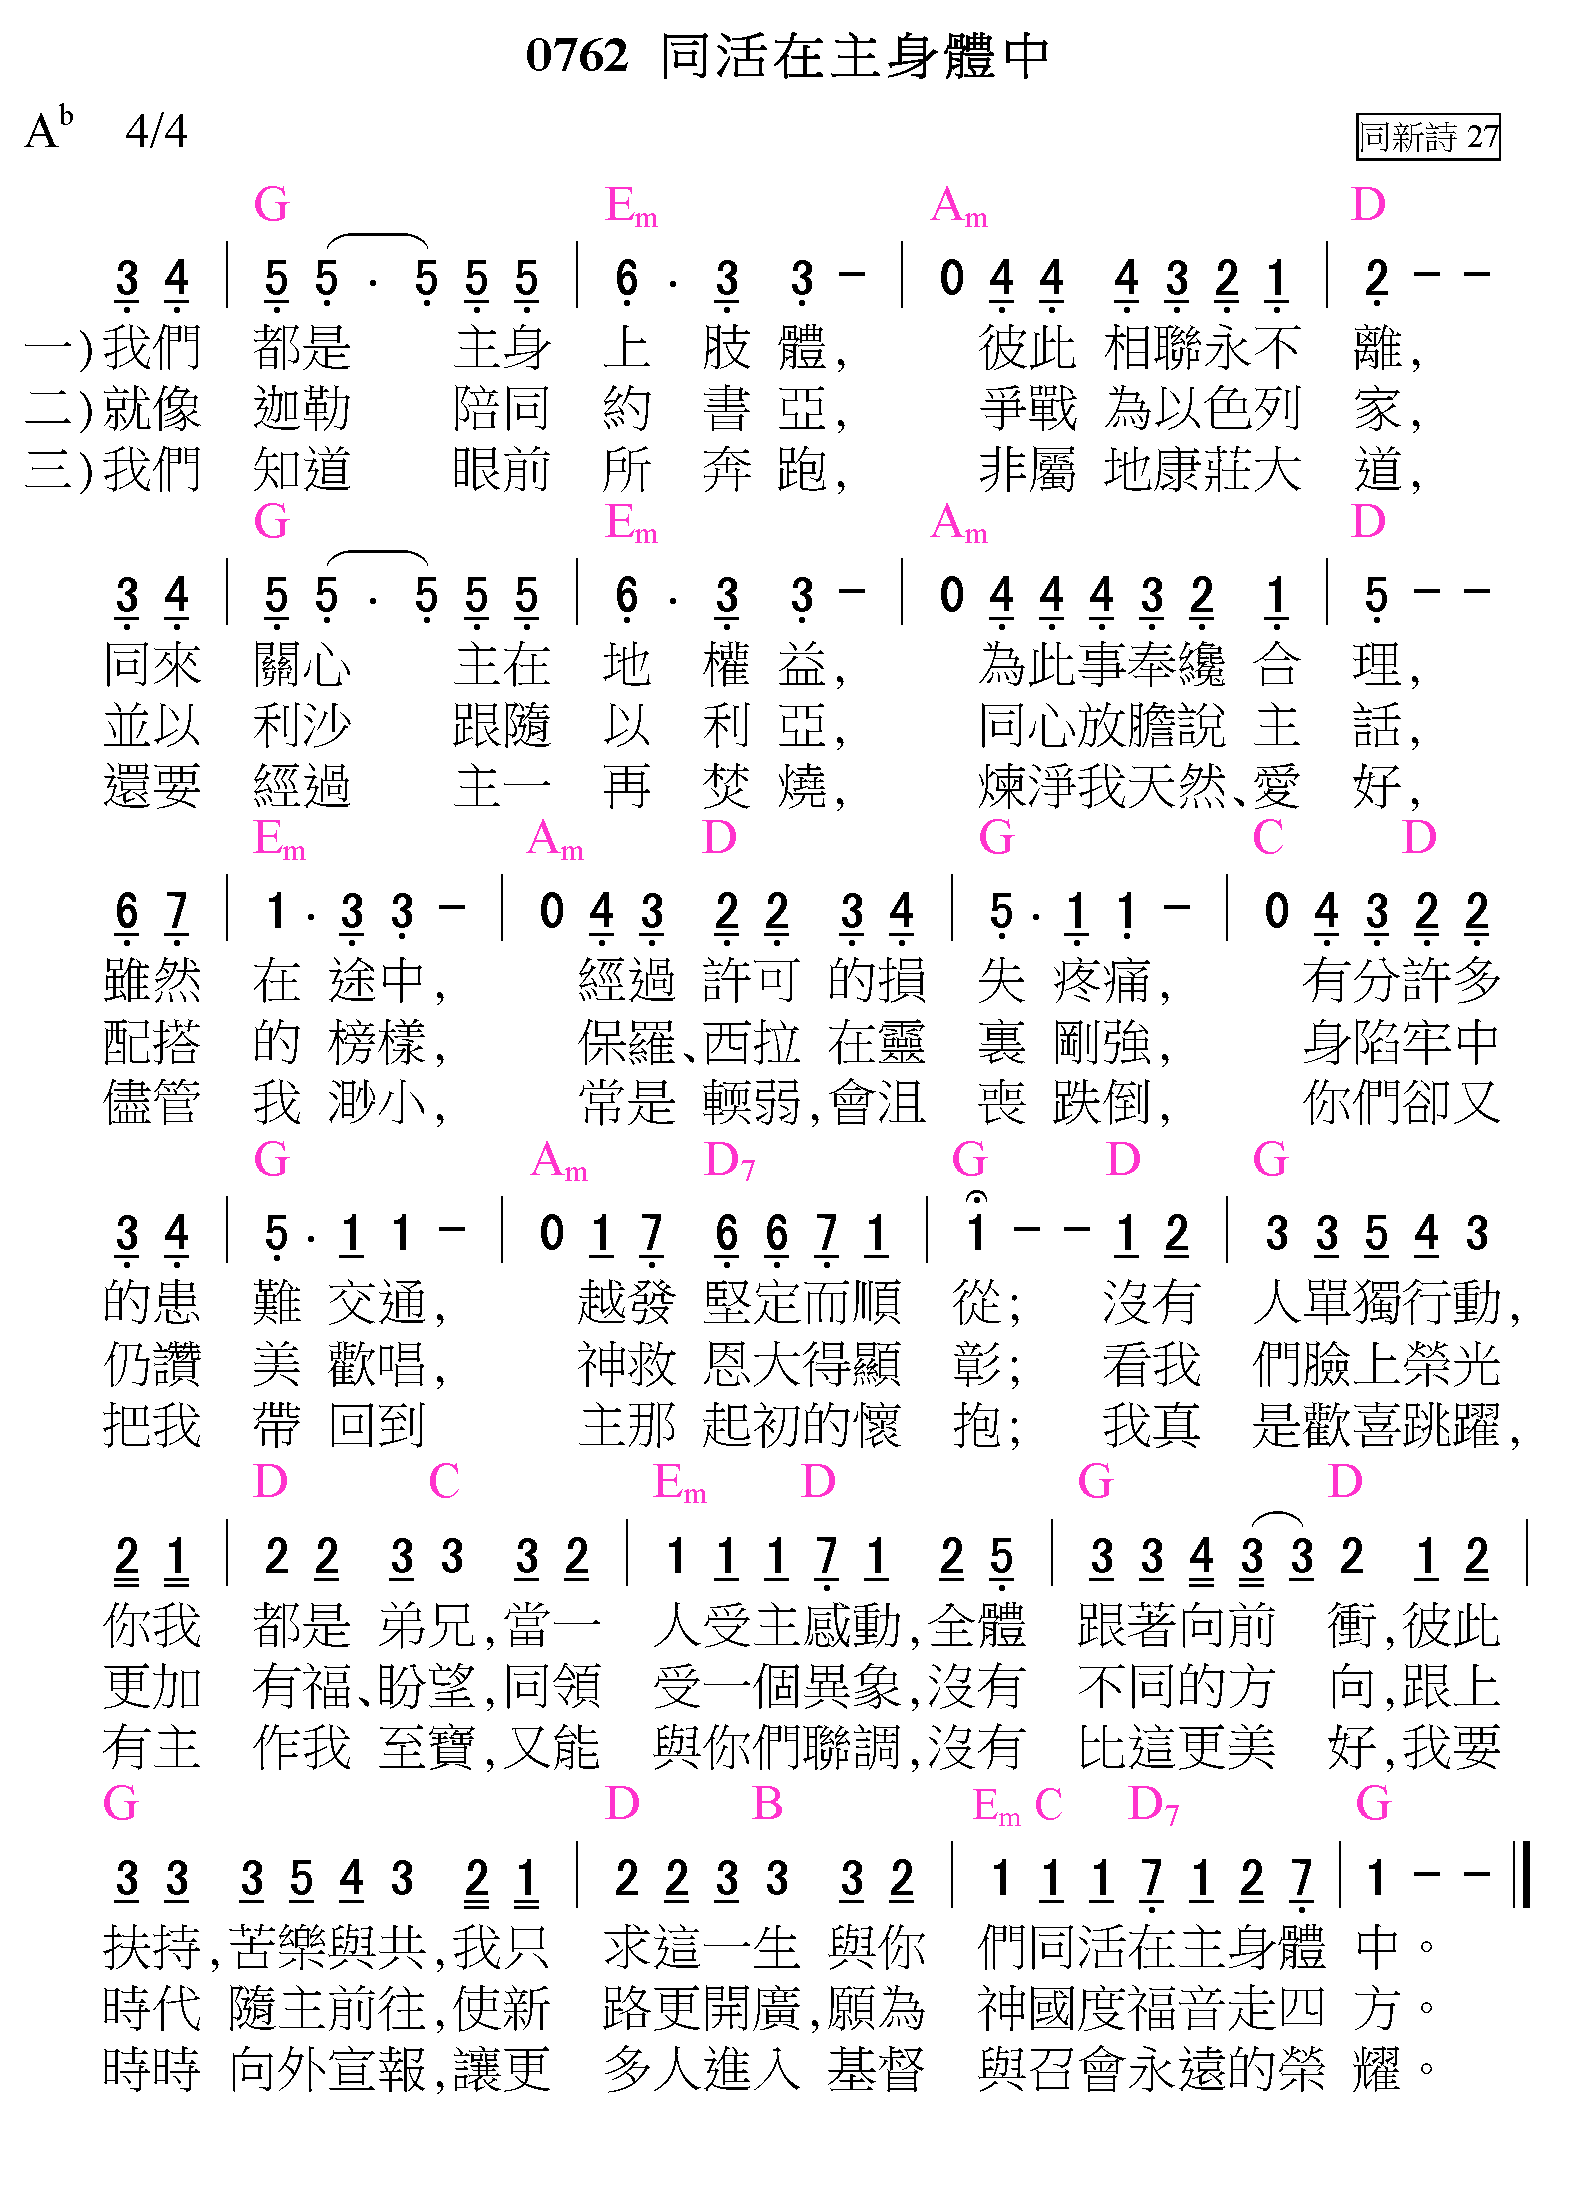 0762 同活在主身體中
A♭ 4/4 同新詩 27
G Em Am D
3 4 | 5 5 . 5 5 5 | 6 . 3 3 - | 0 4 4 4 3 2 1 | 2 - -
一)我們 都是 主身 上 肢 體, 彼此 相聯永不 離,
二)就像 迦勒 陪同 約 書 亞, 爭戰 為以色列 家,
三)我們 知道 眼前 所 奔 跑, 非屬 地康莊大 道,
G Em Am D
3 4 | 5 5 . 5 5 5 | 6 . 3 3 - | 0 4 4 4 3 2 1 | 5 - -
同來 關心 主在 地 權 益, 為此事奉纔 合 理,
並以 利沙 跟隨 以 利 亞, 同心放膽說 主 話,
還要 經過 主一 再 焚 燒, 煉淨我天然、愛 好,
Em Am D G C D
6 7 | 1 . 3 3 - | 0 4 3 2 2 3 4 | 5 . 1 1 - | 0 4 3 2 2
雖然 在 途中, 經過 許可 的損 失 疼痛, 有分許多
配搭 的 榜樣, 保羅、西拉 在靈 裏 剛強, 身陷牢中
儘管 我 渺小, 常是 輭弱,會沮 喪 跌倒, 你們卻又
G Am D7 G D G
3 4 | 5 . 1 1 - | 0 1 7 6 6 7 1 | 1 - - 1 2 | 3 3 5 4 3
的患 難 交通, 越發 堅定而順 從; 沒有 人單獨行動,
仍讚 美 歡唱, 神救 恩大得顯 彰; 看我 們臉上榮光
把我 帶 回到 主那 起初的懷 抱; 我真 是歡喜跳躍,
D C Em D G D
2 1 | 2 2 3 3 3 2 | 1 1 1 7 1 2 5 | 3 3 4 3 3 2 1 2 |
你我 都是 弟兄,當一 人受主感動,全體 跟著向前 衝,彼此
更加 有福、盼望,同領 受一個異象,沒有 不同的方 向,跟上
有主 作我 至寶,又能 與你們聯調,沒有 比這更美 好,我要
G D B Em C D7 G
3 3 3 5 4 3 2 1 | 2 2 3 3 3 2 | 1 1 1 7 1 2 7 | 1 - - ‖
扶持,苦樂與共,我只 求這一生 與你 們同活在主身體 中。
時代 隨主前往,使新 路更開廣,願為 神國度福音走四 方。
時時 向外宣報,讓更 多人進入 基督 與召會永遠的榮 耀。